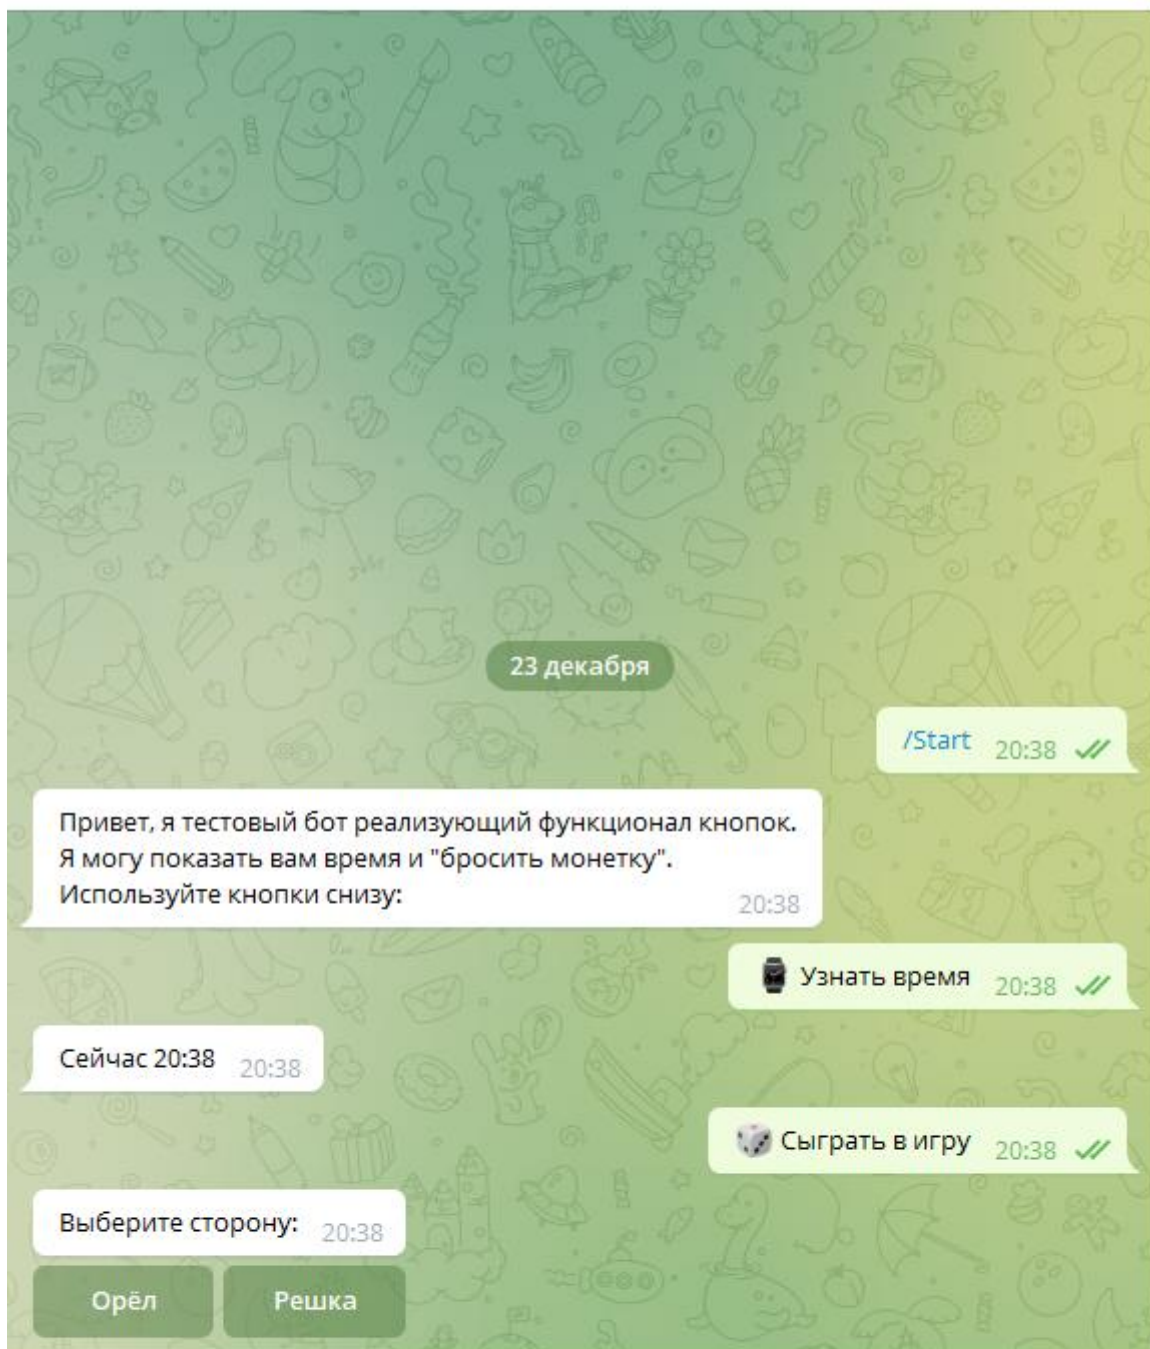 23 декабря
/Start 20:38
Привет, я тестовый бот реализующий функционал кнопок.
Я могу показать вам время и "бросить монетку".
Используйте кнопки снизу: 20:38
Узнать время 20:38
Сейчас 20:38 20:38
Сыграть в игру 20:38
Выберите сторону: 20:38
Орёл Решка